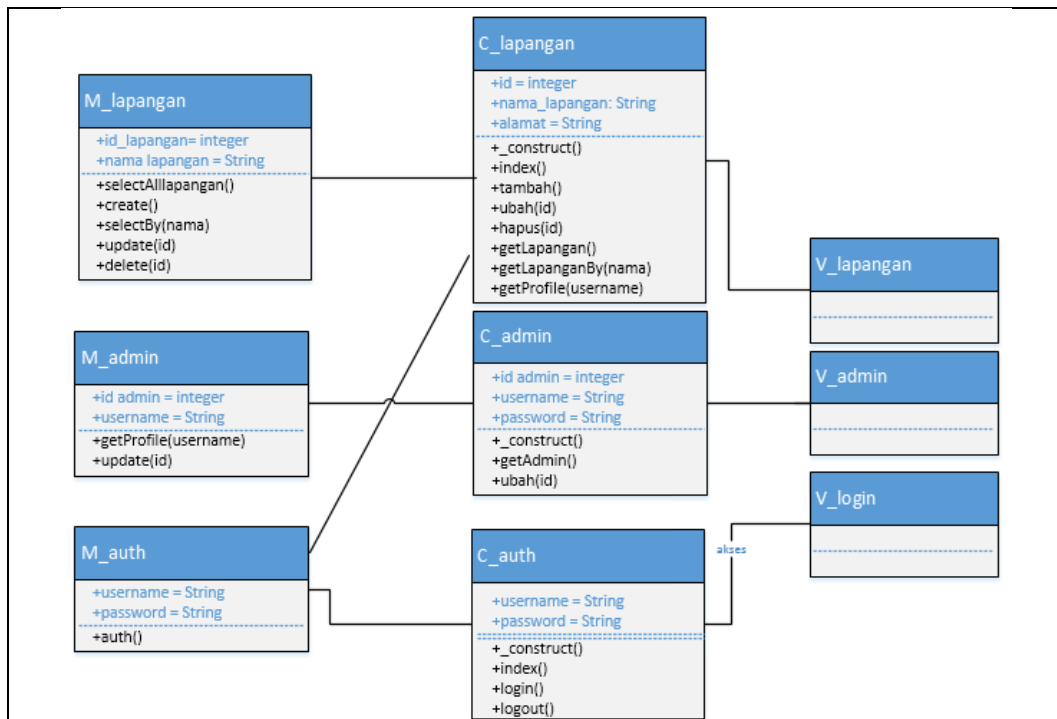 M_lapangan
+id_lapangan= integer
+nama lapangan = String
+selectAlllapangan()
+create()
+selectBy(nama)
+update(id)
+delete(id)
C_lapangan
+id = integer
+nama_lapangan: String
+alamat = String
+_construct()
+index()
+tambah()
+ubah(id)
+hapus(id)
+getLapangan()
+getLapanganBy(nama)
+getProfile(username)
V_lapangan
M_admin
+id admin = integer
+username = String
+getProfile(username)
+update(id)
C_admin
+id admin = integer
+username = String
+password = String
+_construct()
+getAdmin()
+ubah(id)
V_admin
M_auth
+username = String
+password = String
+auth()
C_auth
+username = String
+password = String
+_construct()
+index()
+login()
+logout()
akses
V_login